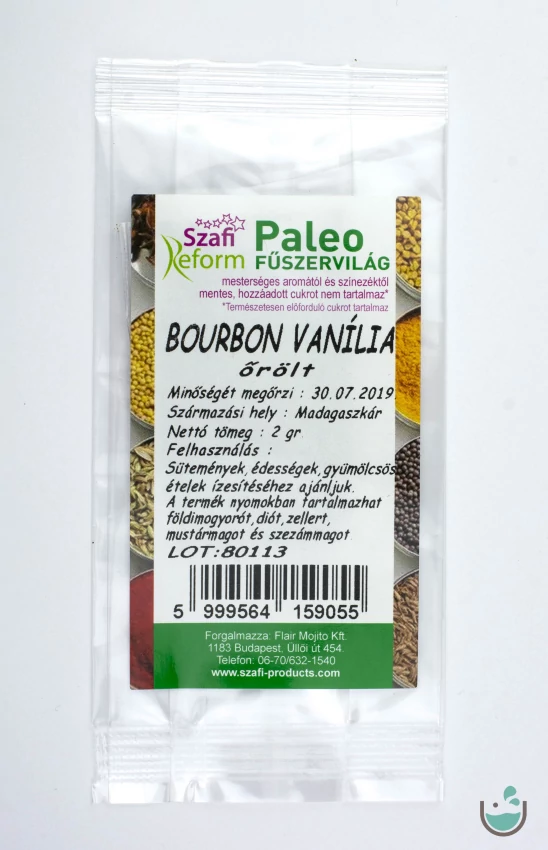 Szafi
Reform
Paleo
FŰSZERVILÁG
mesterséges aromától és színezéktől
mentes, hozzáadott cukrot nem tartalmaz*
*Természetesen előforduló cukrot tartalmaz
BOURBON VANÍLIA
őrölt
Minőségét megőrzi : 30.07.2019
Származási hely : Madagaszkár
Nettó tömeg : 2 gr
Felhasználás :
Sütemények,édességek,gyümölcsös
ételek ízesítéséhez ajánljuk.
A termék nyomokban tartalmazhat
földimogyorót,diót,zellert,
mustármagot és szezámmagot
LOT:80113
5 999564 159055
Forgalmazza: Flair Mojito Kft.
1183 Budapest, Üllői út 454.
Telefon: 06-70/632-1540
www.szafi-products.com